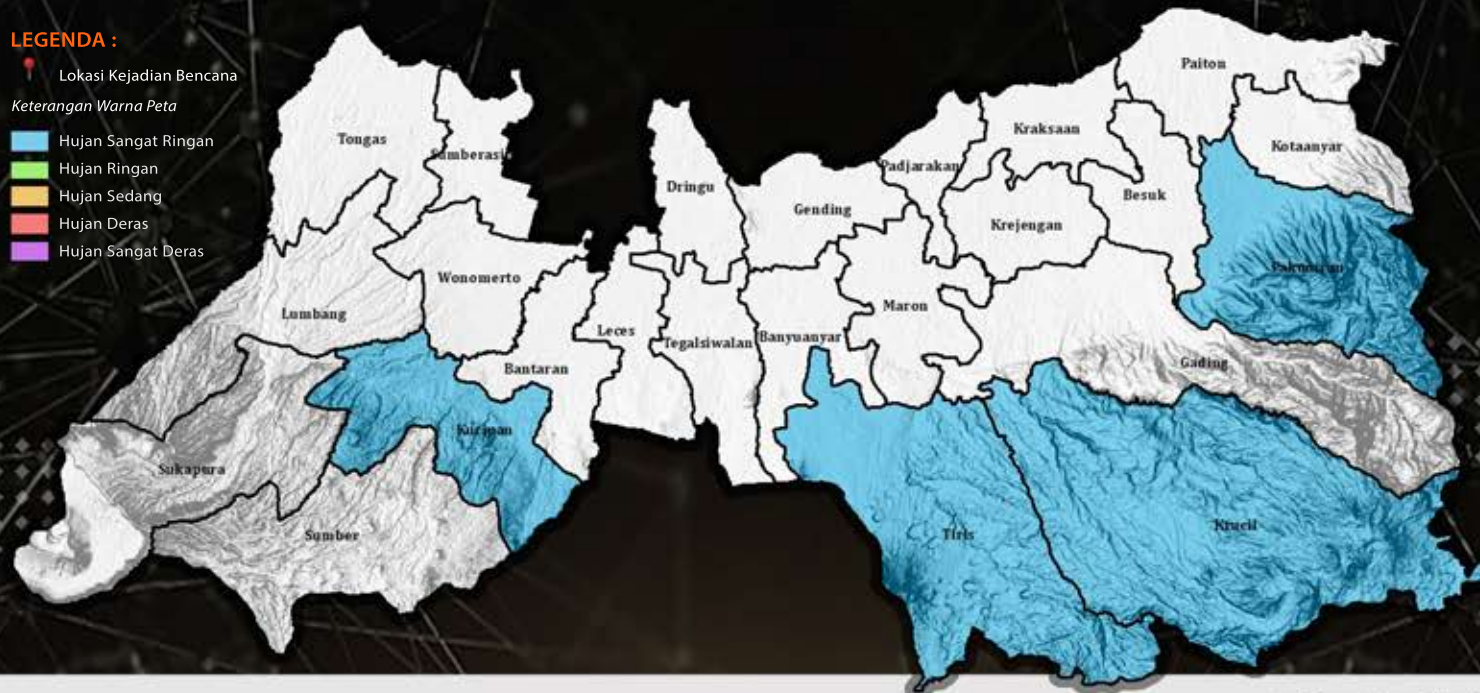 LEGENDA :
Lokasi Kejadian Bencana
Keterangan Warna Peta
Hujan Sangat Ringan
Hujan Ringan
Hujan Sedang
Hujan Deras
Hujan Sangat Deras
Paiton
Tongas
Kraksaan
Kotaanyar
Sumberasih
Padjarakan
Dringu
Besuk
Gending
Krejengan
Pakuniran
Wonomerto
Maron
Lumbang
Leces
Tegalsiwalan
Banyuanyar
Gading
Bantaran
Kuripan
Sukapura
Krucil
Sumber
Tiris